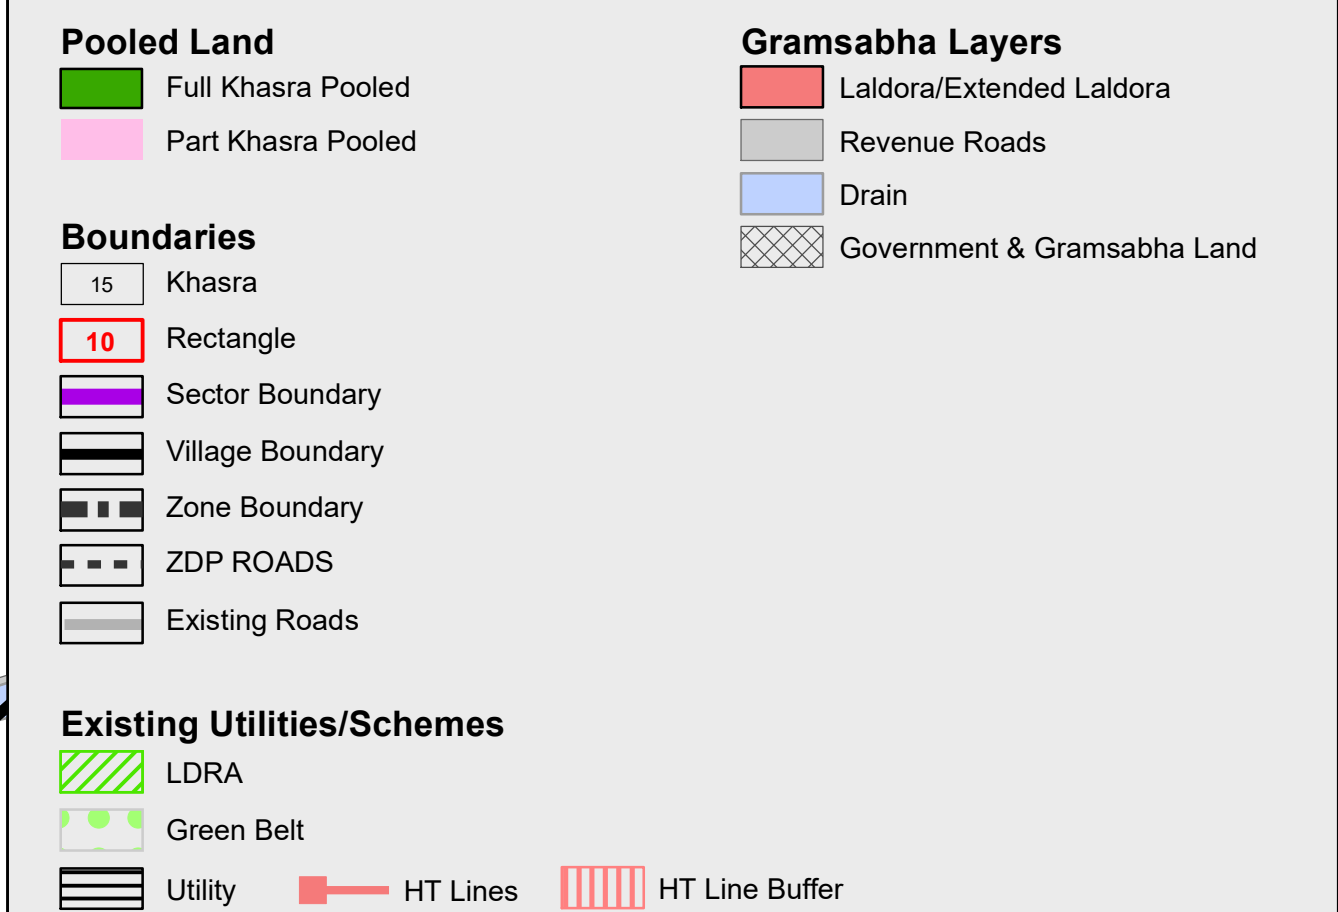 Pooled Land
Full Khasra Pooled
Part Khasra Pooled
Boundaries
15 Khasra
10 Rectangle
Sector Boundary
Village Boundary
Zone Boundary
ZDP ROADS
Existing Roads
Existing Utilities/Schemes
LDRA
Green Belt
Utility HT Lines HT Line Buffer
Gramsabha Layers
Laldora/Extended Laldora
Revenue Roads
Drain
Government & Gramsabha Land